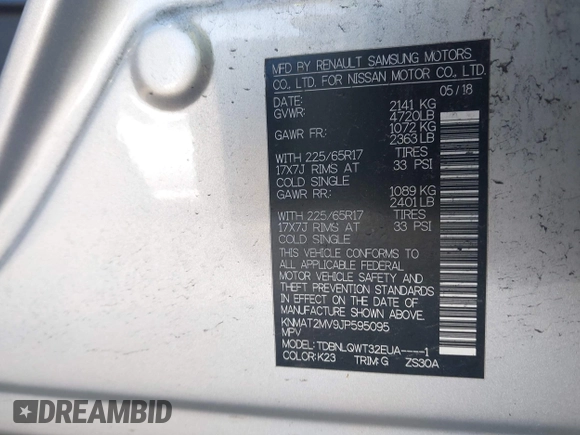 MFD BY RENAULT SAMSUNG MOTORS
CO., LTD. FOR NISSAN MOTOR CO., LTD.
05/18
DATE: 2141 KG
GVWR: 4720LB
GAWR FR: 1072 KG
2363 LB
WITH 225/65R17 TIRES
17X7J RIMS AT 33 PSI
COLD SINGLE
GAWR RR: 1089 KG
2401 LB
WITH 225/65R17 TIRES
17X7J RIMS AT 33 PSI
COLD SINGLE
THIS VEHICLE CONFORMS TO
ALL APPLICABLE FEDERAL
MOTOR VEHICLE SAFETY AND
THEFT PREVENTION STANDARDS
IN EFFECT ON THE DATE OF
MANUFACTURE SHOWN ABOVE
KNMAT2MV9JP595095
MPV
MODEL: TDBNLQWT32EUA----1
COLOR:K23 TRIM:G ZS30A
DREAMBID